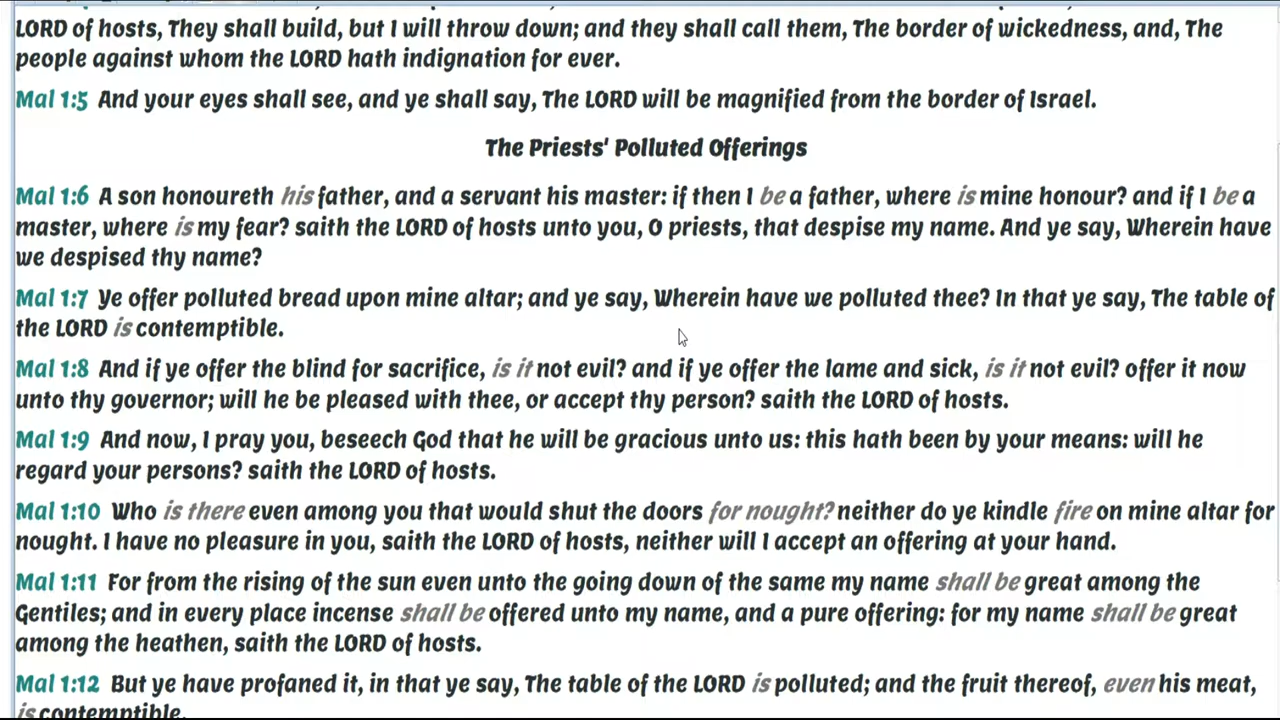 LORD of hosts, They shall build, but I will throw down; and they shall call them, The border of wickedness, and, The
people against whom the LORD hath indignation for ever.
Mal 1:5 And your eyes shall see, and ye shall say, The LORD will be magnified from the border of Israel.
The Priests' Polluted Offerings
Mal 1:6 A son honoureth his father, and a servant his master: if then I be a father, where is mine honour? and if I be a
master, where is my fear? saith the LORD of hosts unto you, O priests, that despise my name. And ye say, Wherein have
we despised thy name?
Mal 1:7 Ye offer polluted bread upon mine altar; and ye say, Wherein have we polluted thee? In that ye say, The table of
the LORD is contemptible.
Mal 1:8 And if ye offer the blind for sacrifice, is it not evil? and if ye offer the lame and sick, is it not evil? offer it now
unto thy governor; will he be pleased with thee, or accept thy person? saith the LORD of hosts.
Mal 1:9 And now, I pray you, beseech God that he will be gracious unto us: this hath been by your means: will he
regard your persons? saith the LORD of hosts.
Mal 1:10 Who is there even among you that would shut the doors for nought? neither do ye kindle fire on mine altar for
nought. I have no pleasure in you, saith the LORD of hosts, neither will I accept an offering at your hand.
Mal 1:11 For from the rising of the sun even unto the going down of the same my name shall be great among the
Gentiles; and in every place incense shall be offered unto my name, and a pure offering: for my name shall be great
among the heathen, saith the LORD of hosts.
Mal 1:12 But ye have profaned it, in that ye say, The table of the LORD is polluted; and the fruit thereof, even his meat,
is contemptible.